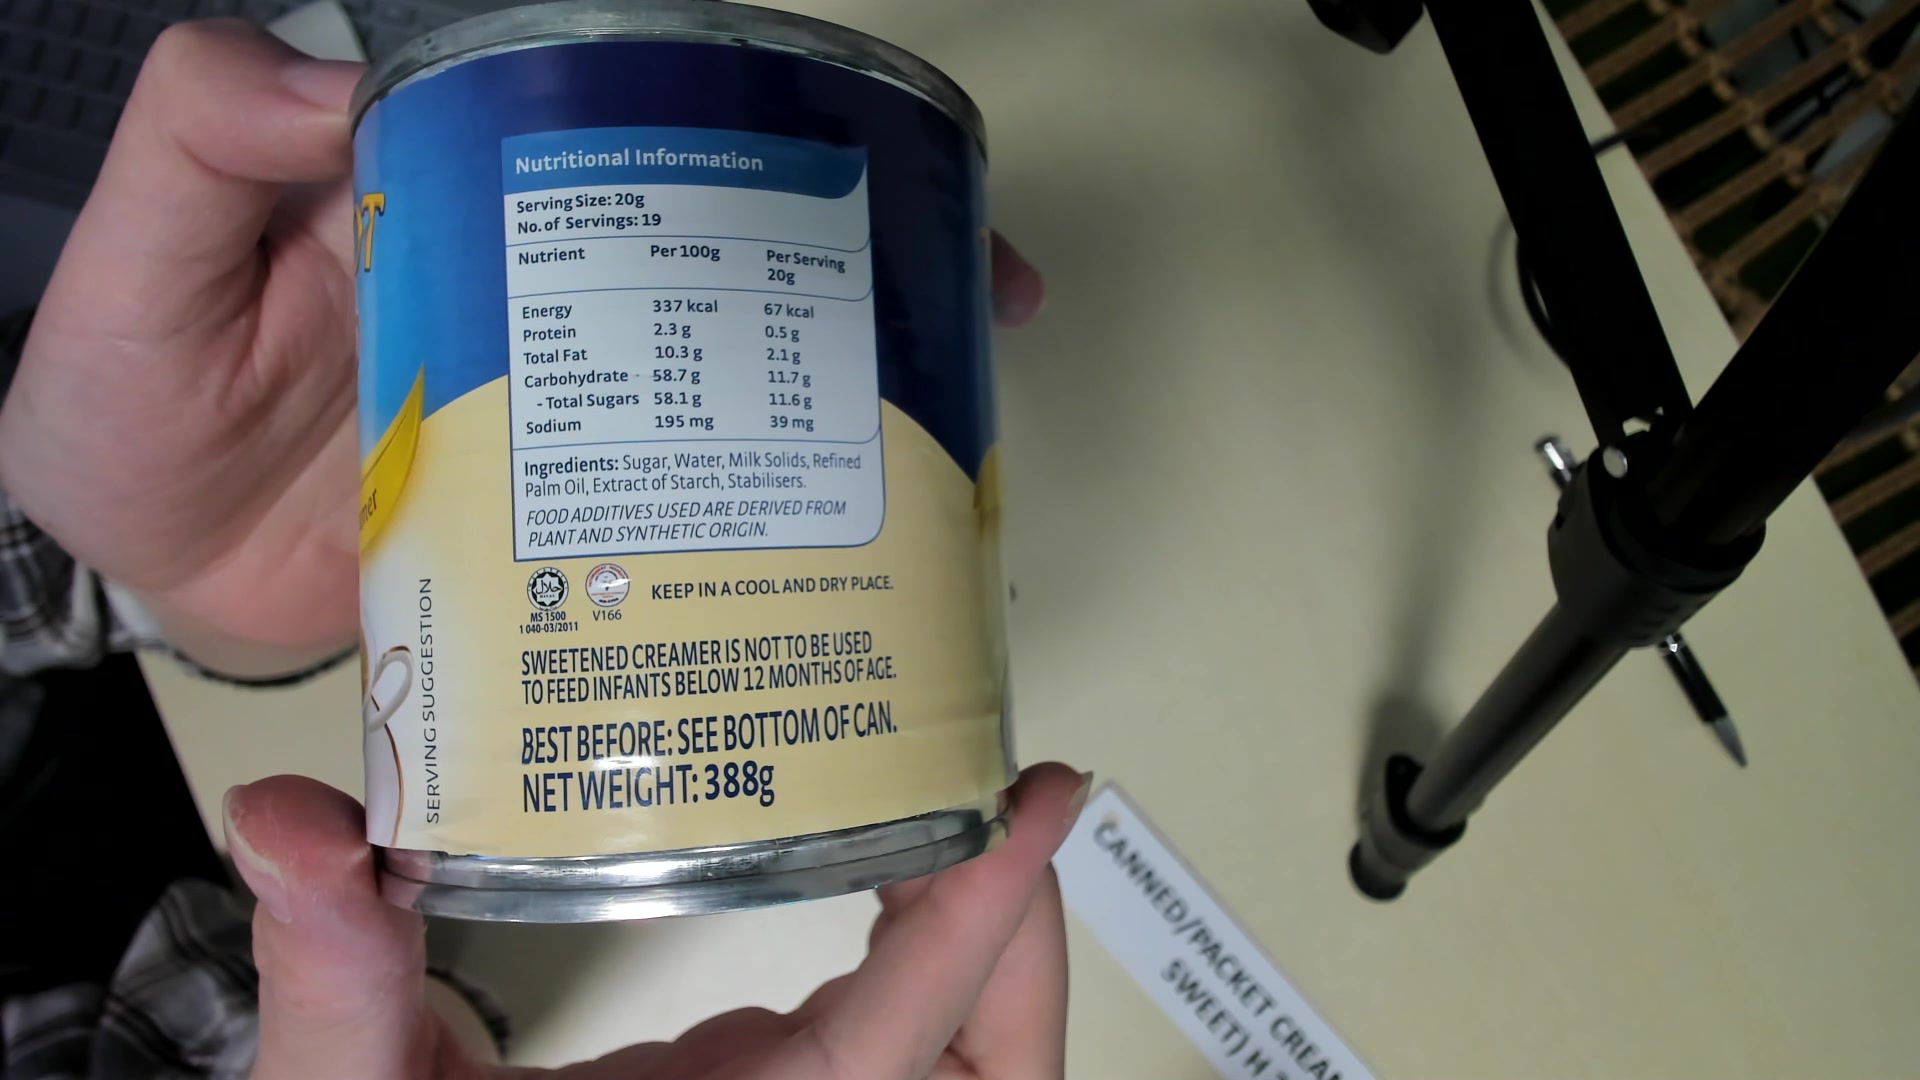 Nutritional Information
Serving Size: 20g
No. of Servings: 19
Nutrient Per 100g Per Serving 20g
Energy 337 kcal 67 kcal
Protein 2.3 g 0.5 g
Total Fat 10.3 g 2.1 g
Carbohydrate 58.7 g 11.7 g
- Total Sugars 58.1 g 11.6 g
Sodium 195 mg 39 mg
Ingredients: Sugar, Water, Milk Solids, Refined
Palm Oil, Extract of Starch, Stabilisers.
FOOD ADDITIVES USED ARE DERIVED FROM
PLANT AND SYNTHETIC ORIGIN.
KEEP IN A COOL AND DRY PLACE.
MS 1500
1 040-03/2011
V166
SWEETENED CREAMER IS NOT TO BE USED
TO FEED INFANTS BELOW 12 MONTHS OF AGE.
BEST BEFORE: SEE BOTTOM OF CAN.
NET WEIGHT: 388g
SERVING SUGGESTION
CANNED/PACKET
SWEET) H